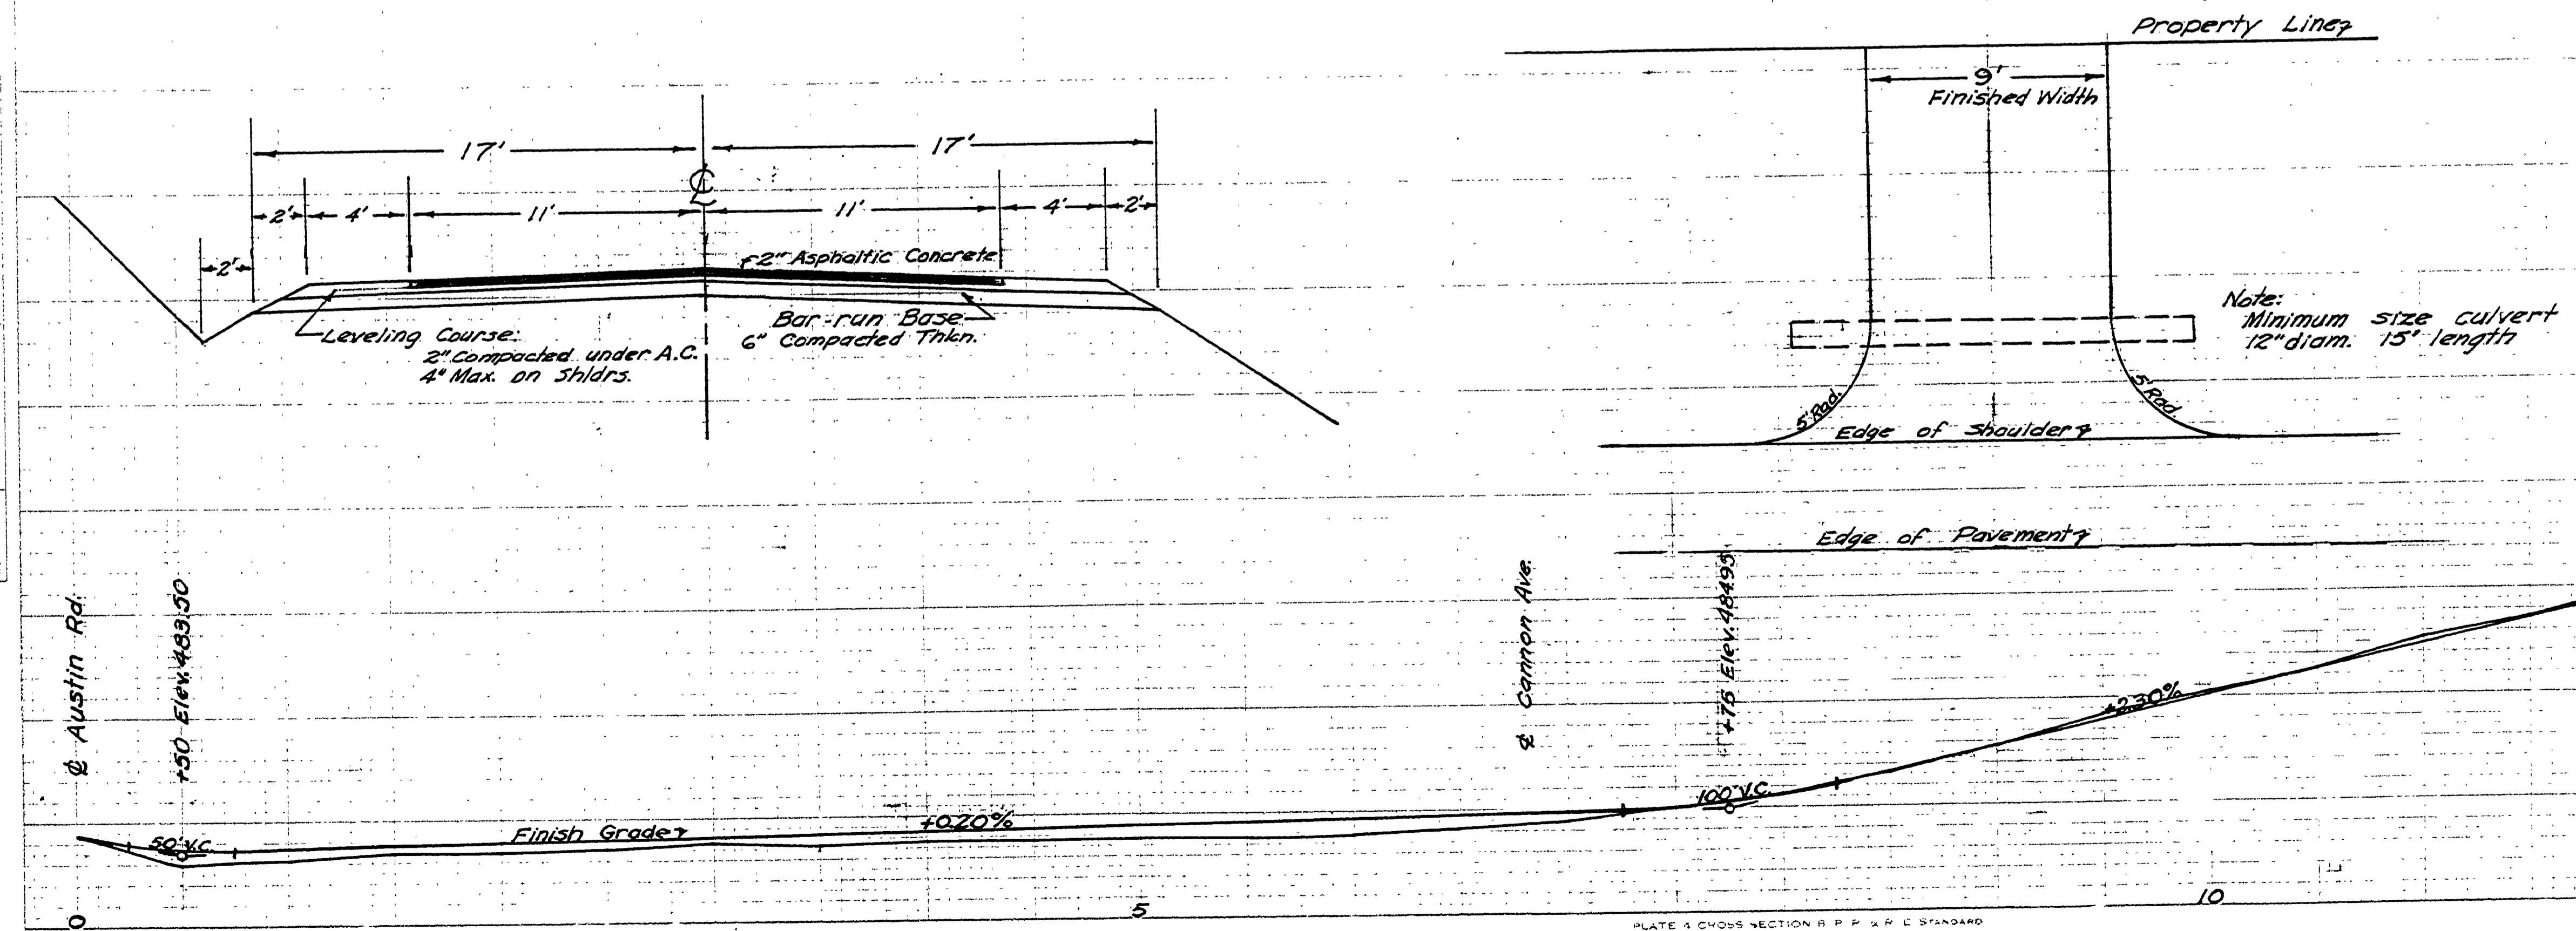 Property Line
9'
Finished Width
17' 17'
℄
2' 4' 11' 11' 4' 2'
2'
2" Asphaltic Concrete
Leveling Course:
2" Compacted under A.C.
4" Max. on Shldrs.
Bar-run Base
6" Compacted Thkn.
Note:
Minimum size culvert
12" diam. 15' length
5' Rad.
5' Rad.
Edge of Shoulder
Edge of Pavement
℄ Austin Rd.
+50 Elev. 483.50
℄ Cannon Ave.
+75 Elev. 484.95
50' V.C.
Finish Grade
+0.20%
100' V.C.
+2.30%
0
5
10
PLATE 4 CROSS SECTION
STANDARD